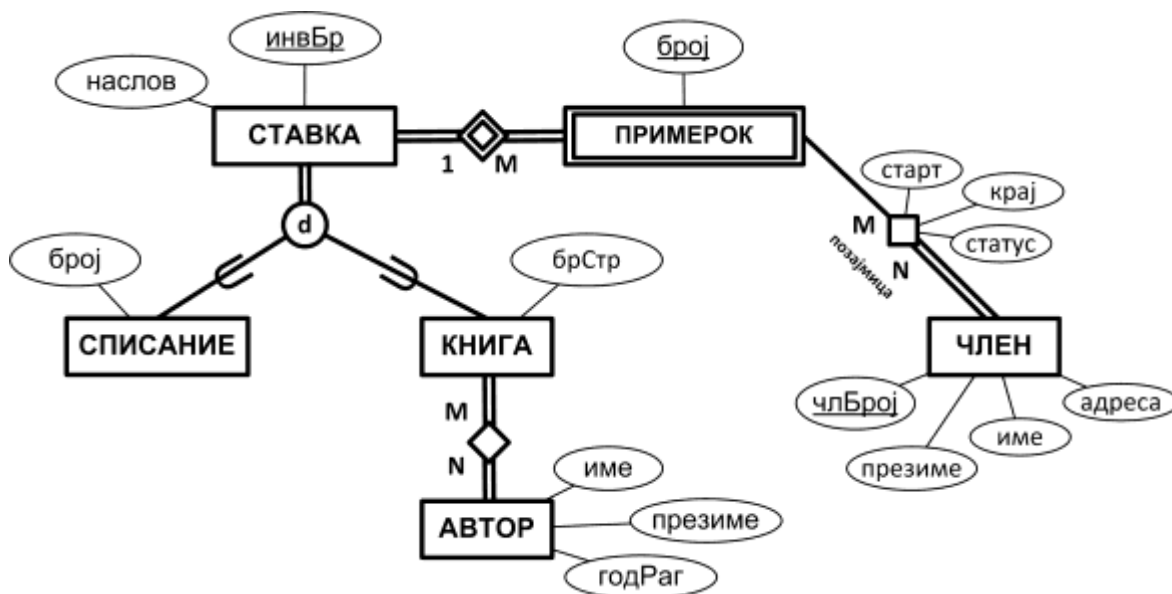 инвБр
број
наслов
СТАВКА
ПРИМЕРОК
1
М
старт
крај
статус
М
N
позајмица
d
број
брСтр
СПИСАНИЕ
КНИГА
ЧЛЕН
члБрој
адреса
име
презиме
М
N
име
АВТОР
презиме
годРаг